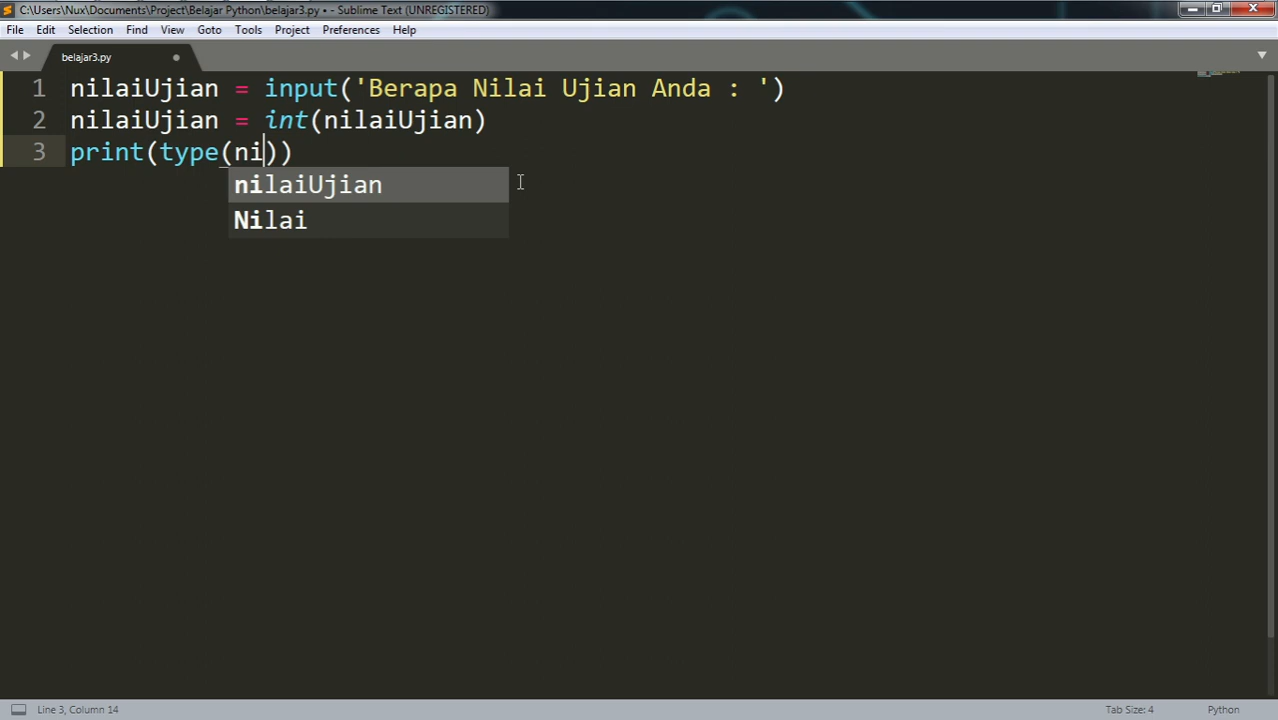 C:\Users\Nux\Documents\Project\Belajar Python\belajar3.py • - Sublime Text (UNREGISTERED)
File Edit Selection Find View Goto Tools Project Preferences Help
belajar3.py
1 nilaiUjian = input('Berapa Nilai Ujian Anda : ')
2 nilaiUjian = int(nilaiUjian)
3 print(type(ni))
nilaiUjian
Nilai
Line 3, Column 14 Tab Size: 4 Python